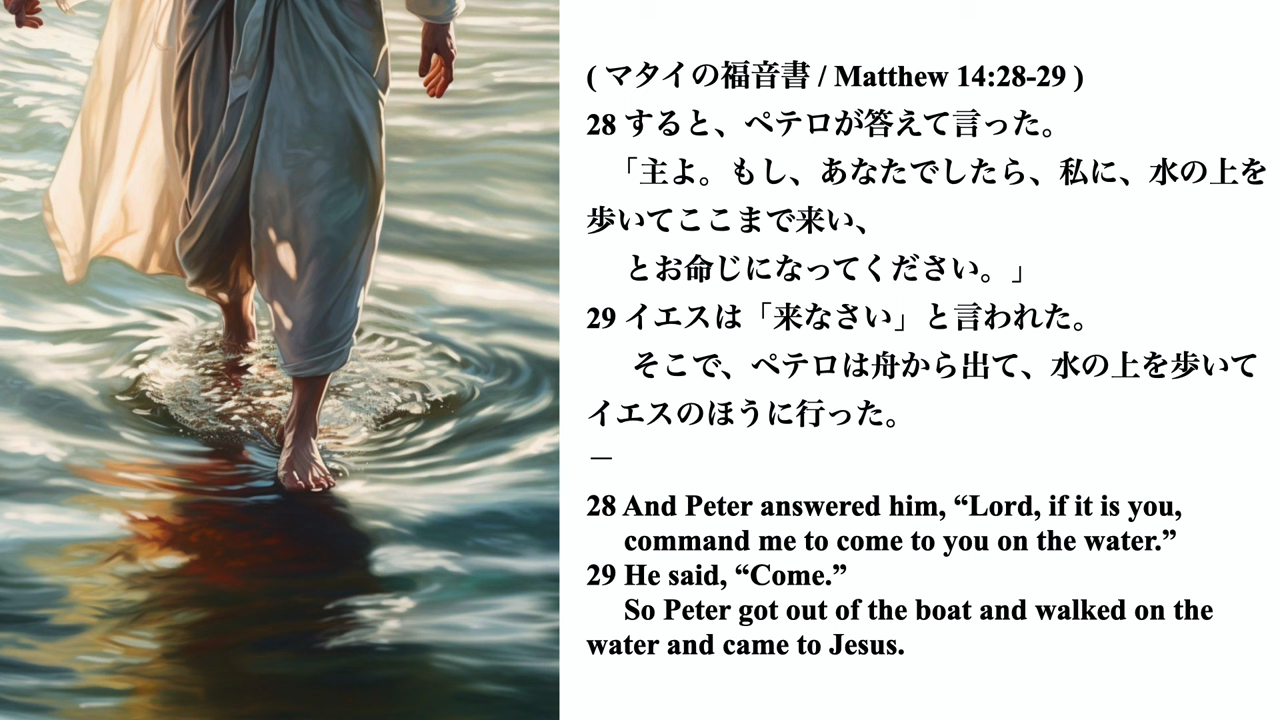 ( マタイの福音書 / Matthew 14:28-29 )
28 すると、ペテロが答えて言った。
「主よ。もし、あなたでしたら、私に、水の上を
歩いてここまで来い、
とお命じになってください。」
29 イエスは「来なさい」と言われた。
そこで、ペテロは舟から出て、水の上を歩いて
イエスのほうに行った。
—
28 And Peter answered him, “Lord, if it is you,
command me to come to you on the water.”
29 He said, “Come.”
So Peter got out of the boat and walked on the
water and came to Jesus.